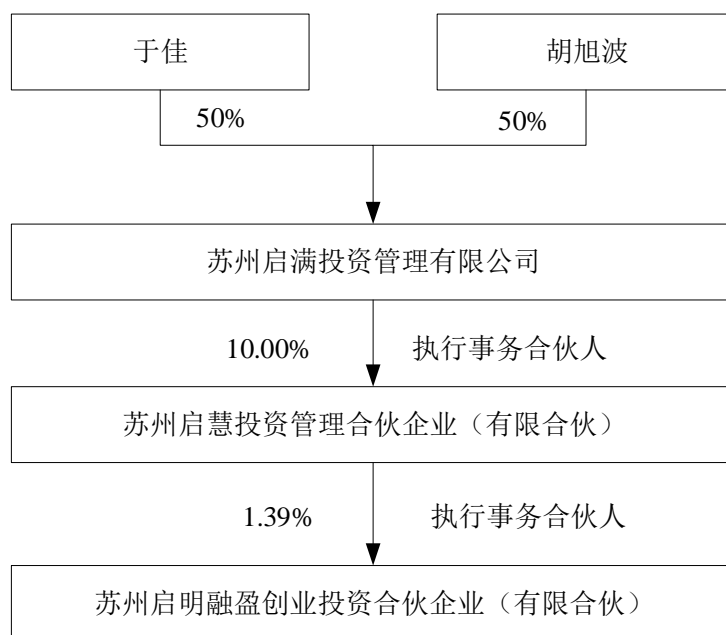 于佳
胡旭波
50%
50%
苏州启满投资管理有限公司
10.00%
执行事务合伙人
苏州启慧投资管理合伙企业（有限合伙）
1.39%
执行事务合伙人
苏州启明融盈创业投资合伙企业（有限合伙）